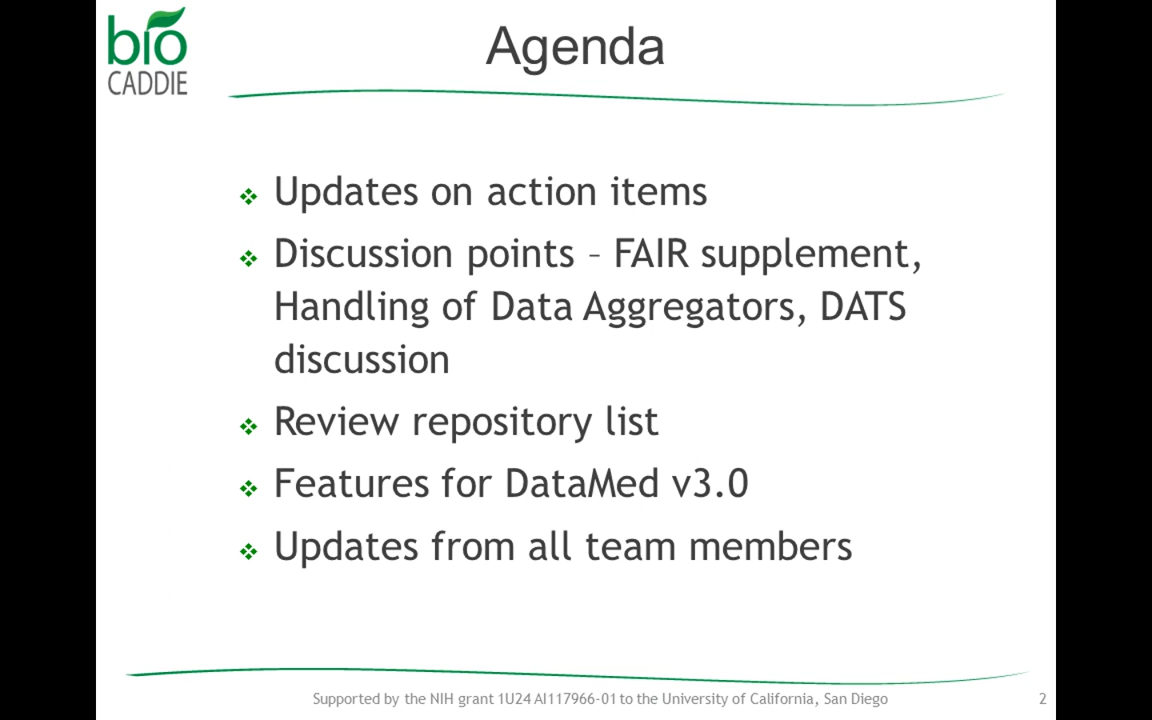 bio
CADDIE
Agenda
Updates on action items
Discussion points – FAIR supplement,
Handling of Data Aggregators, DATS
discussion
Review repository list
Features for DataMed v3.0
Updates from all team members
Supported by the NIH grant 1U24 AI117966-01 to the University of California, San Diego
2